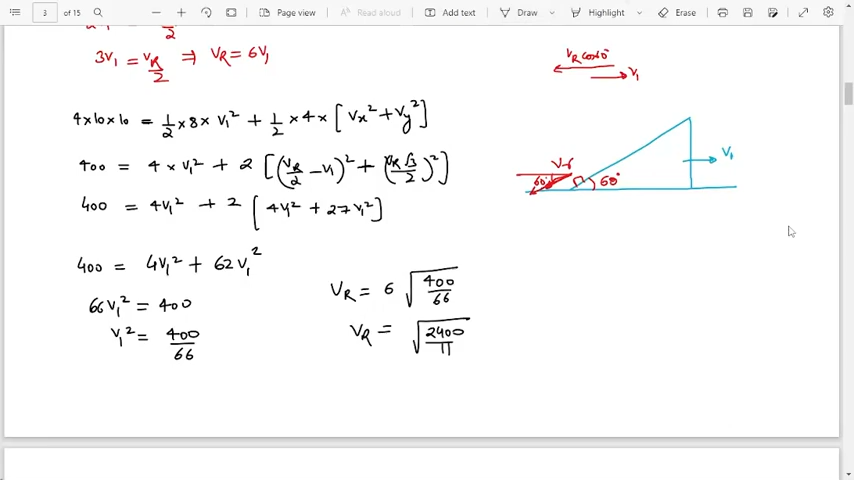 3 of 15
Page view
Read aloud
Add text
Draw
Highlight
Erase
2
3V₁ = V_R/2 ⇒ V_R = 6V₁
V_R cos60°
V₁
4×10×10 = 1/2 × 8 × V₁² + 1/2 × 4 × [Vx² + Vy²]
400 = 4 × V₁² + 2 [(V_R/2 − V₁)² + (V_R√3/2)²]
400 = 4V₁² + 2 [4V₁² + 27V₁²]
400 = 4V₁² + 62V₁²
66V₁² = 400
V₁² = 400/66
V_R = 6 √(400/66)
V_R = √(2400/11)
V₁
60°
60°